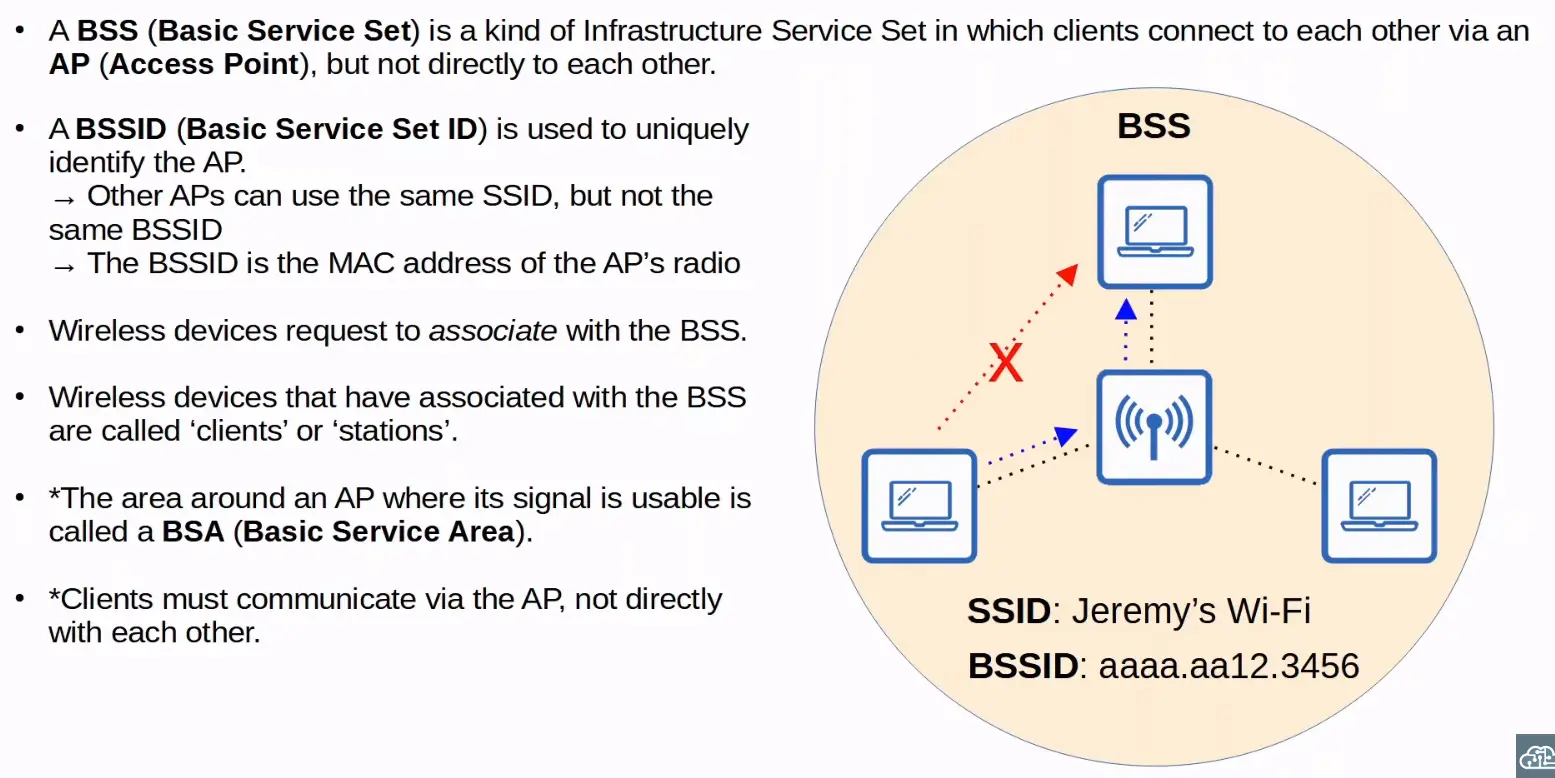 • A BSS (Basic Service Set) is a kind of Infrastructure Service Set in which clients connect to each other via an
AP (Access Point), but not directly to each other.
• A BSSID (Basic Service Set ID) is used to uniquely
identify the AP.
→ Other APs can use the same SSID, but not the
same BSSID
→ The BSSID is the MAC address of the AP’s radio
• Wireless devices request to associate with the BSS.
• Wireless devices that have associated with the BSS
are called ‘clients’ or ‘stations’.
• *The area around an AP where its signal is usable is
called a BSA (Basic Service Area).
• *Clients must communicate via the AP, not directly
with each other.
BSS
X
SSID: Jeremy’s Wi-Fi
BSSID: aaaa.aa12.3456